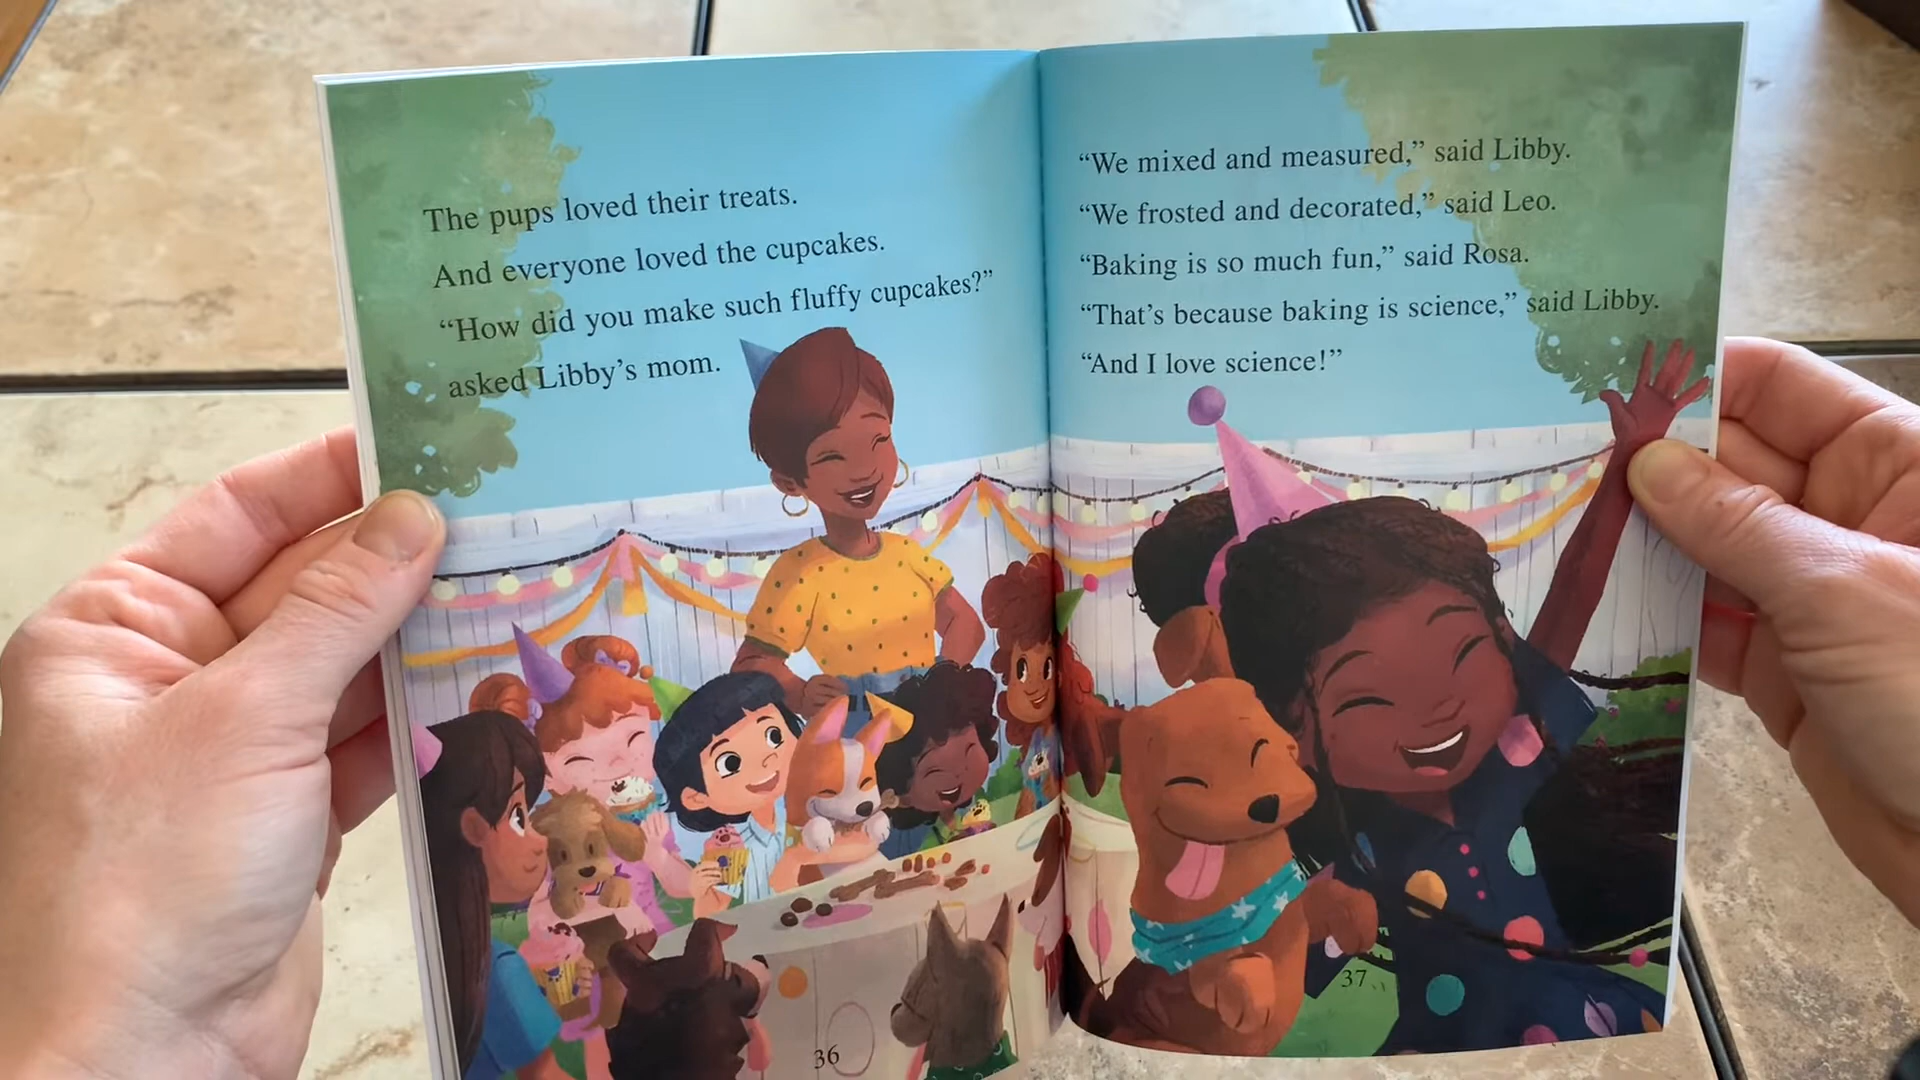 The pups loved their treats.
And everyone loved the cupcakes.
“How did you make such fluffy cupcakes?”
asked Libby’s mom.
36
“We mixed and measured,” said Libby.
“We frosted and decorated,” said Leo.
“Baking is so much fun,” said Rosa.
“That’s because baking is science,” said Libby.
“And I love science!”
37